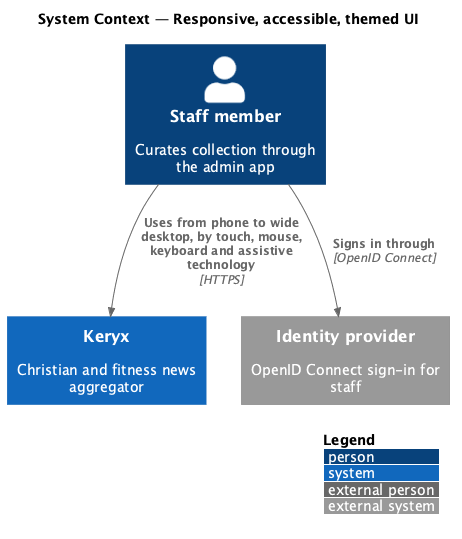 System Context — Responsive, accessible, themed UI
Staff member
Curates collection through
the admin app
Uses from phone to wide
desktop, by touch, mouse,
keyboard and assistive
technology
[HTTPS]
Signs in through
[OpenID Connect]
Keryx
Christian and fitness news
aggregator
Identity provider
OpenID Connect sign-in for
staff
Legend
person
system
external person
external system